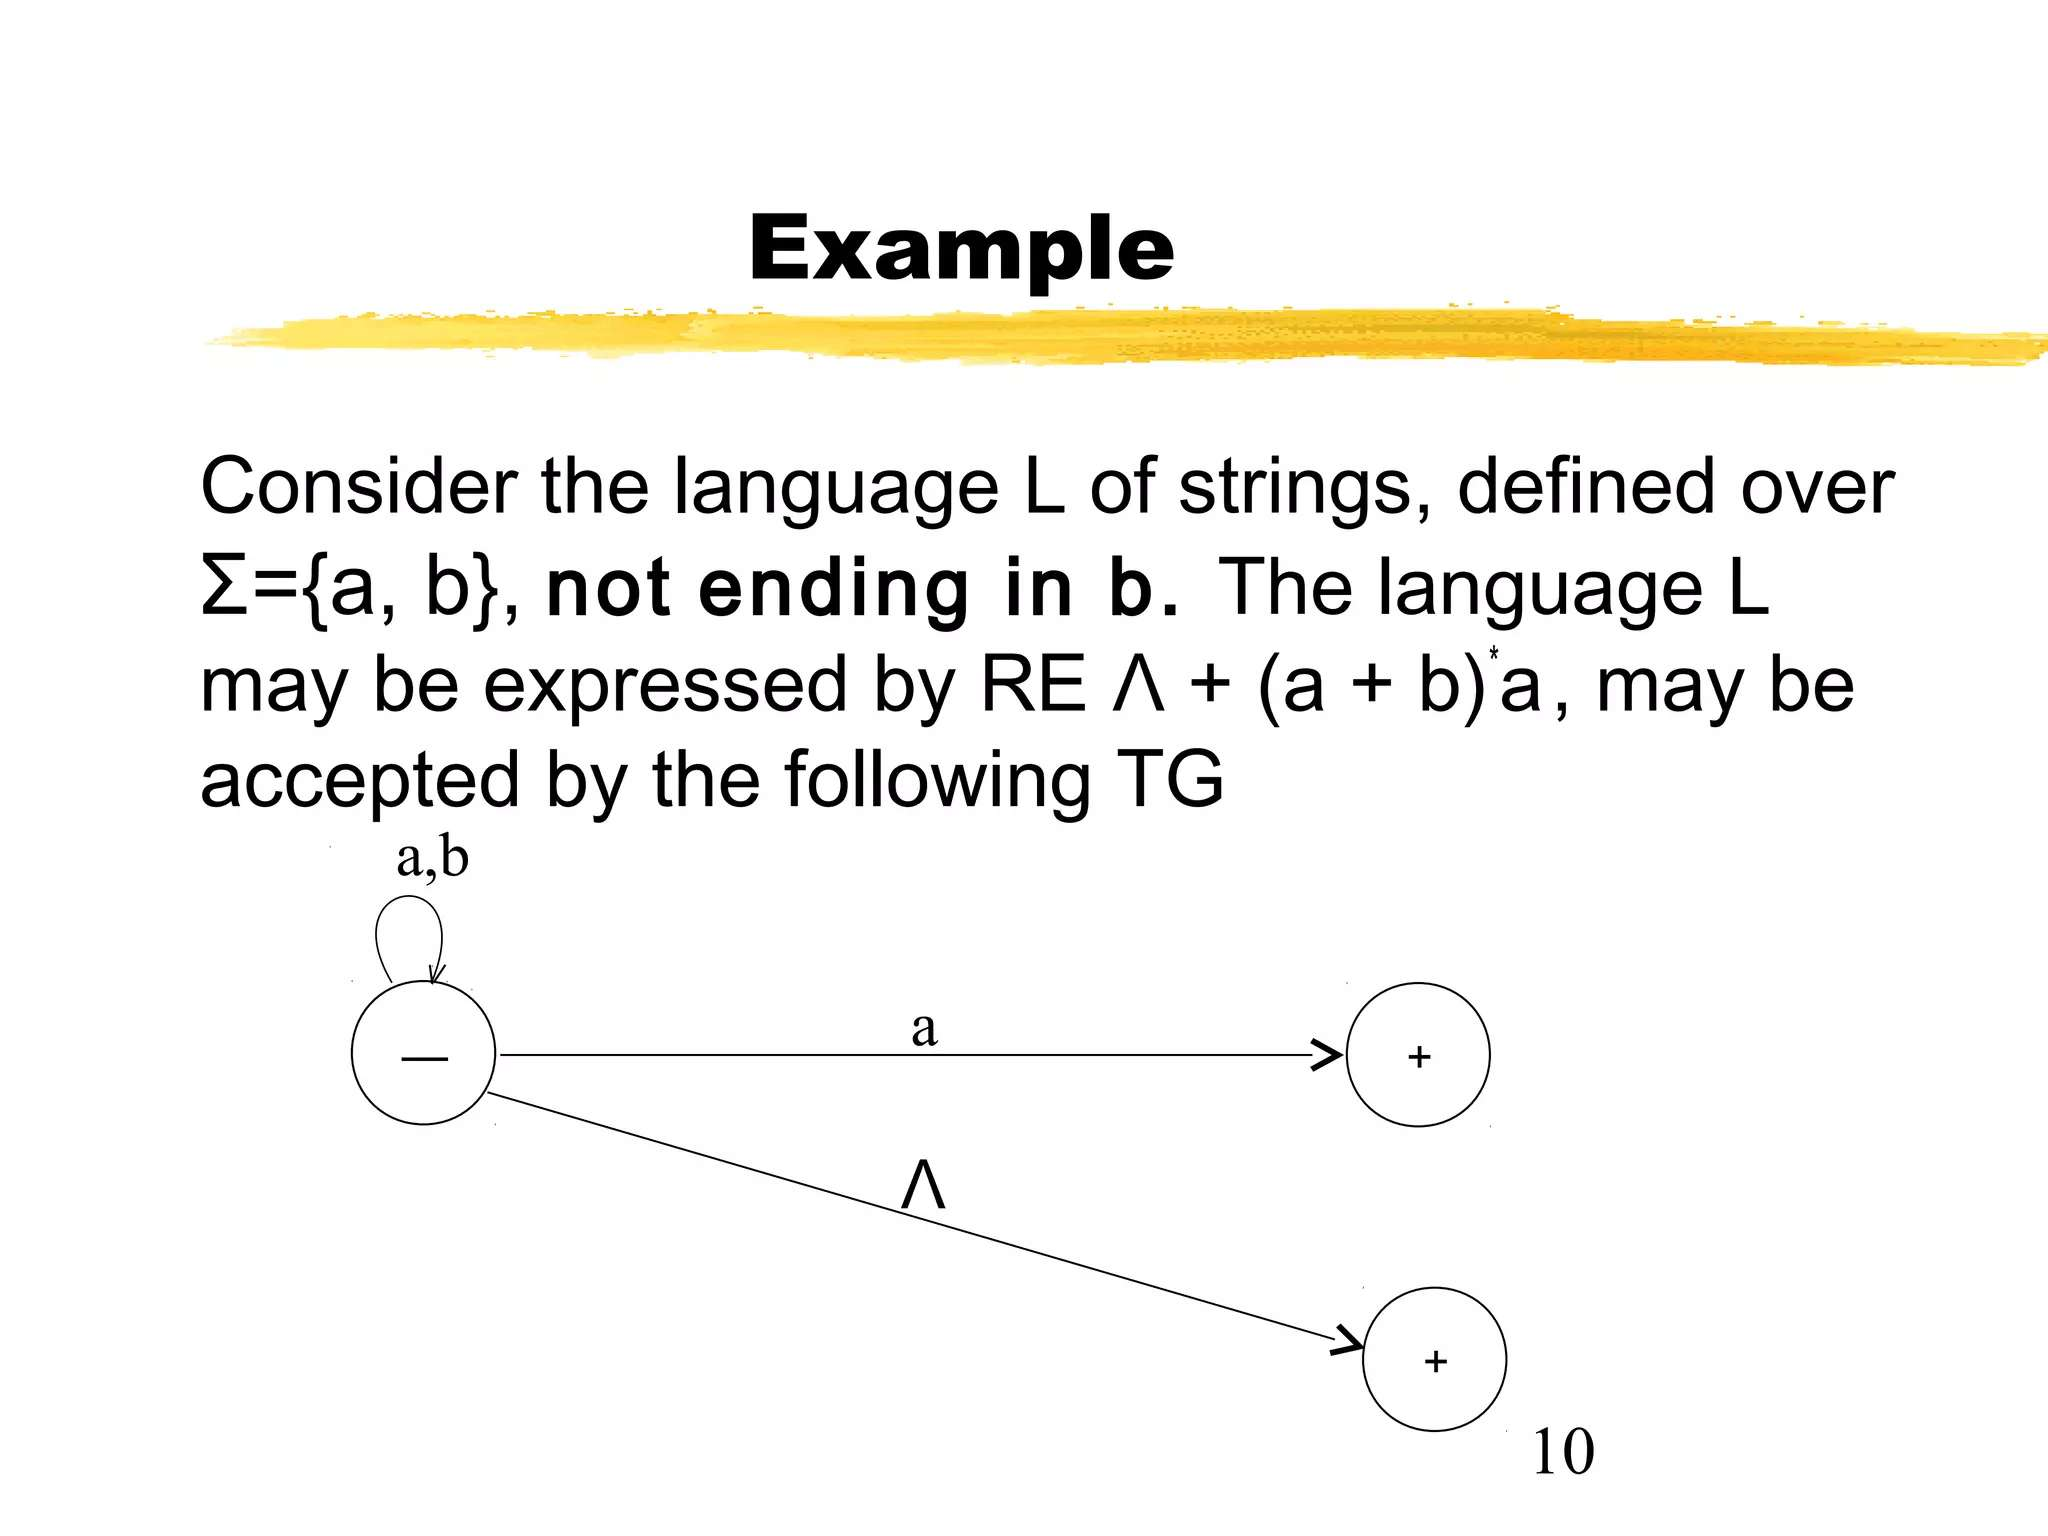 Example
Consider the language L of strings, defined over
Σ={a, b}, not ending in b. The language L
may be expressed by RE Λ + (a + b)*a, may be
accepted by the following TG
a,b
—
a
+
Λ
+
10